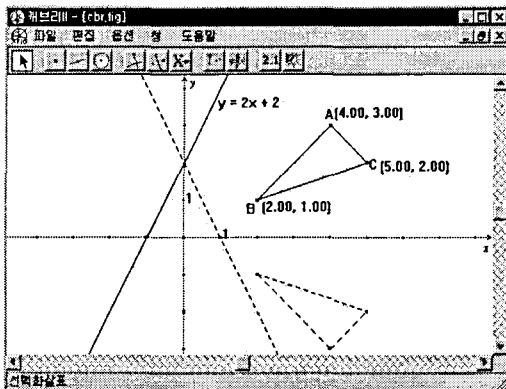 캐브리II - {cbr.fig}
파일 편집 옵션 창 도움말
2:1
y
y = 2x + 2
A(4.00, 3.00)
C (5.00, 2.00)
B (2.00, 1.00)
1
1
x
선택화살표